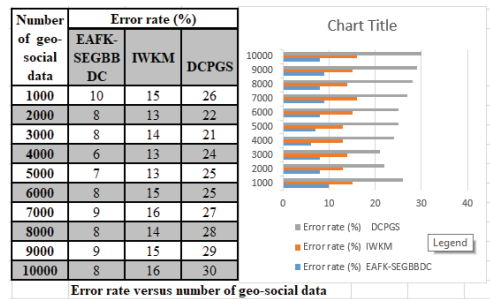 Number of geo-social data Error rate (%)
EAFK-SEGBBDC IWKM DCPGS
1000 10 15 26
2000 8 13 22
3000 8 14 21
4000 6 13 24
5000 7 13 25
6000 8 15 25
7000 9 16 27
8000 8 14 28
9000 9 15 29
10000 8 16 30
Chart Title
10000
9000
8000
7000
6000
5000
4000
3000
2000
1000
0 10 20 30 40
Error rate (%) DCPGS
Error rate (%) IWKM
Legend
Error rate (%) EAFK-SEGBBDC
Error rate versus number of geo-social data